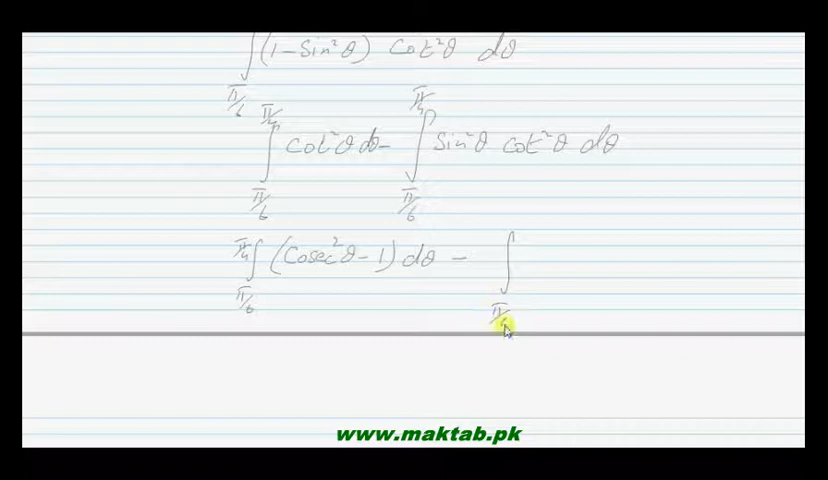 ∫ (1 - Sin²θ) Cot²θ dθ
π/6
π/4 π/4
∫ Cot²θ dθ - ∫ Sin²θ Cot²θ dθ
π/6 π/6
π/4 ∫ (Cosec²θ - 1) dθ - ∫
π/6 π/
www.maktab.pk